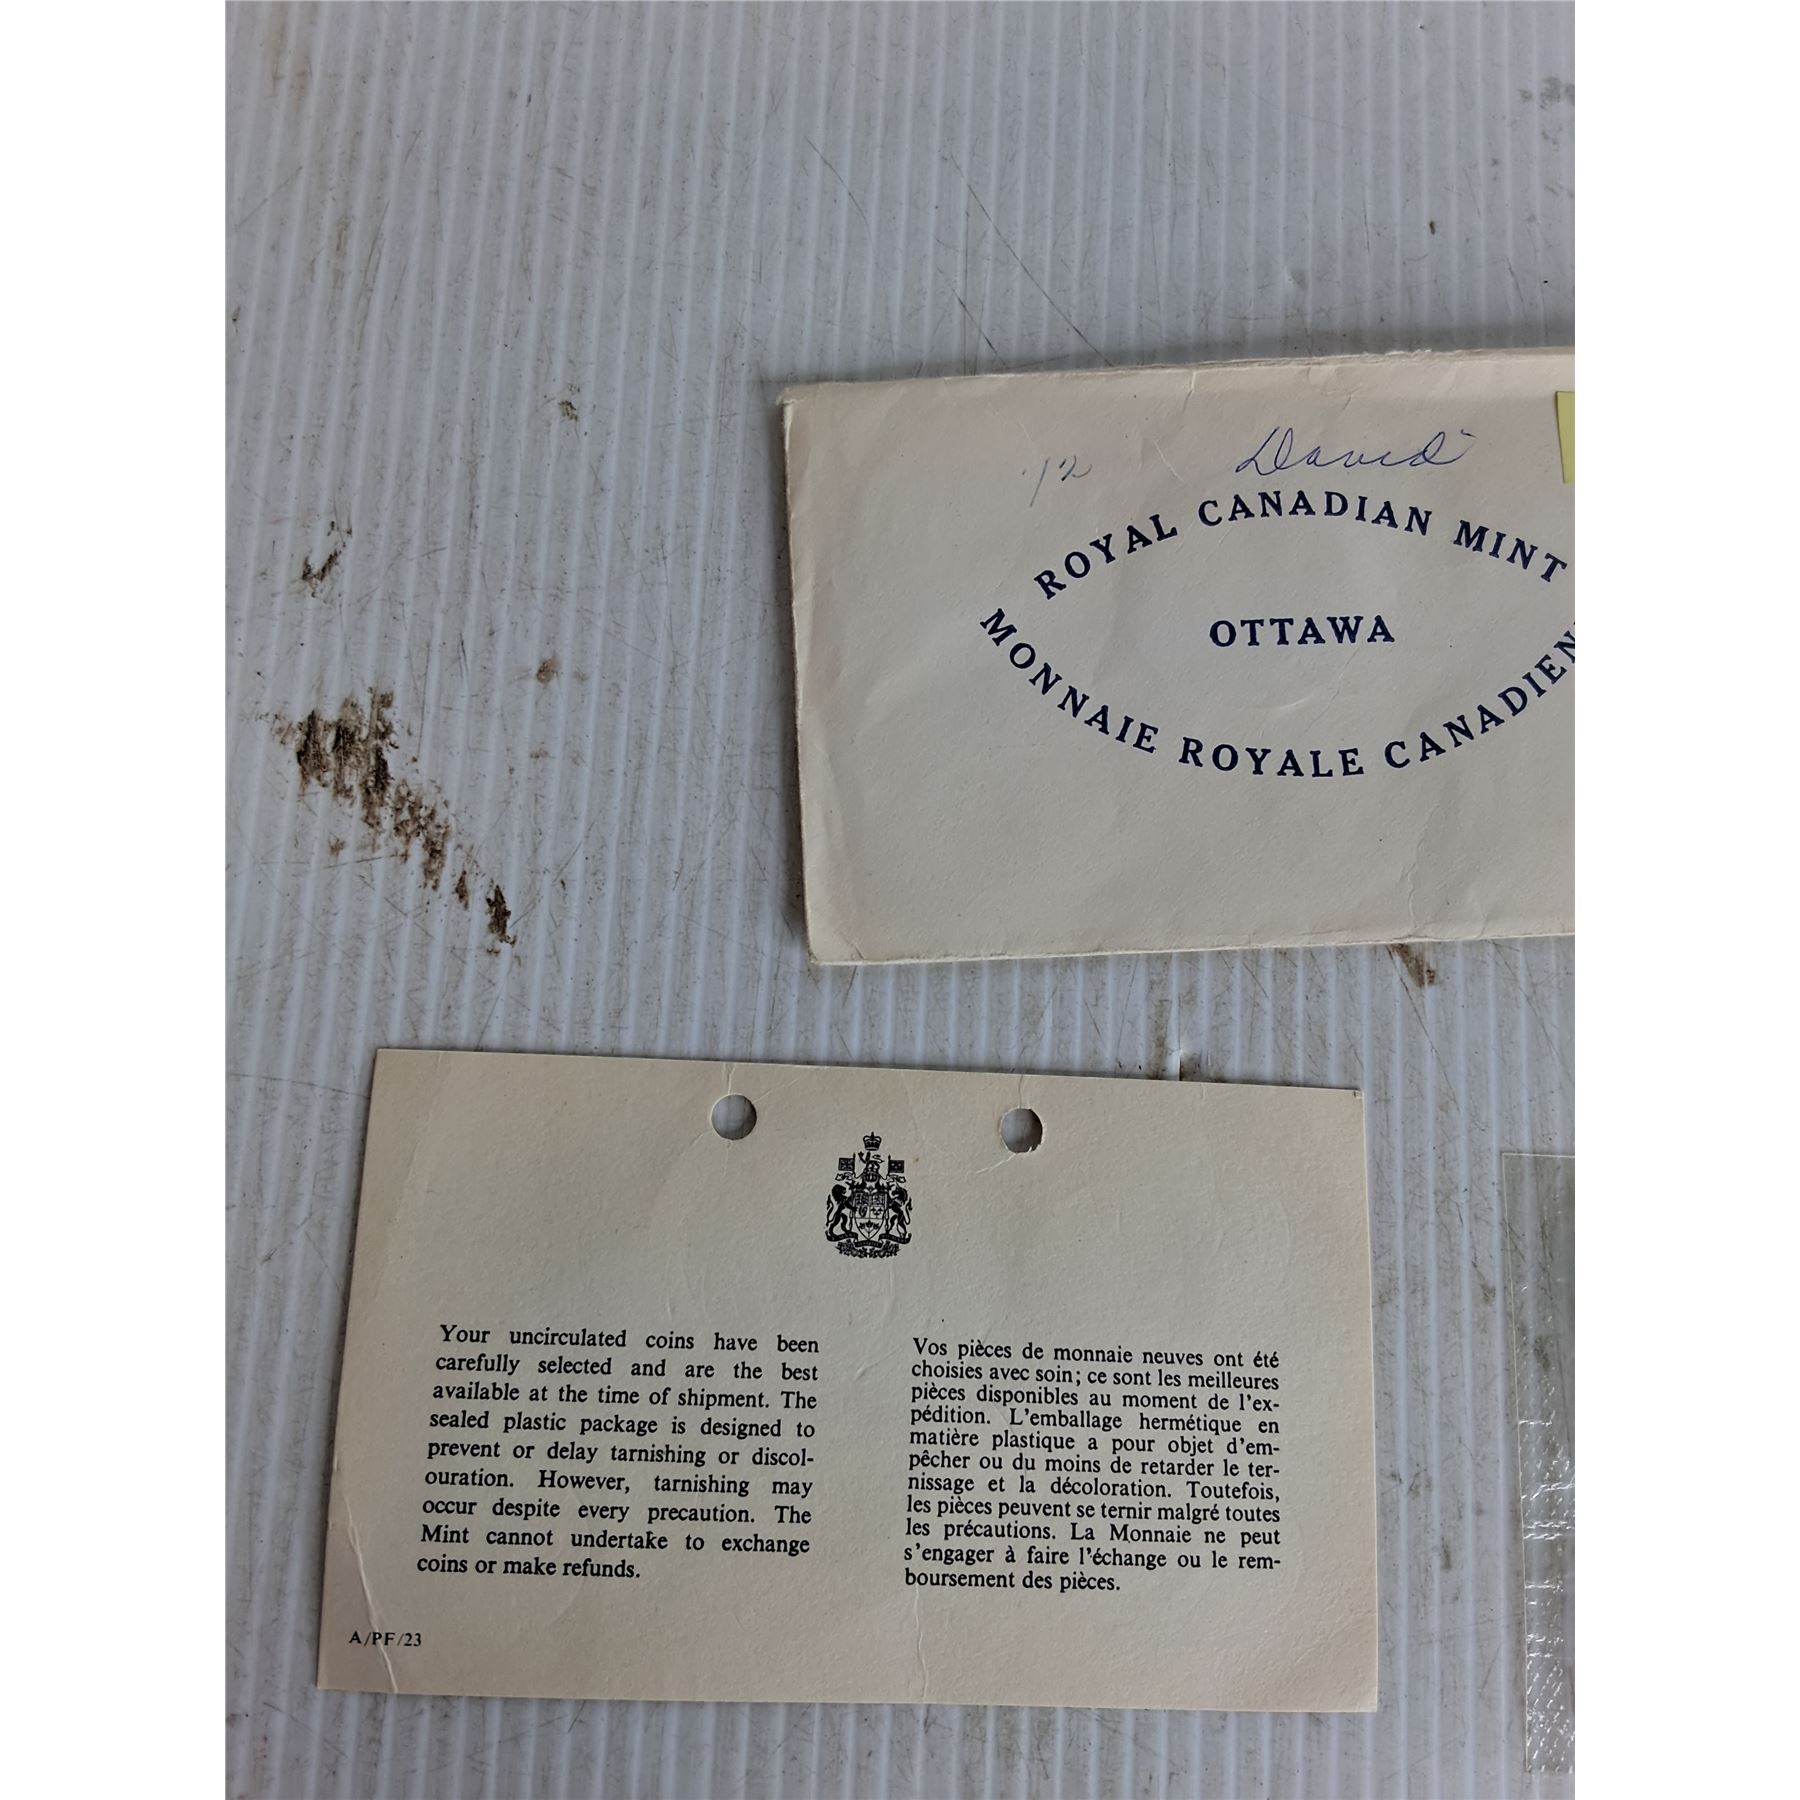 '72
David
ROYAL CANADIAN MINT
OTTAWA
MONNAIE ROYALE CANADIEN
Your uncirculated coins have been
carefully selected and are the best
available at the time of shipment. The
sealed plastic package is designed to
prevent or delay tarnishing or discol-
ouration. However, tarnishing may
occur despite every precaution. The
Mint cannot undertake to exchange
coins or make refunds.
Vos pièces de monnaie neuves ont été
choisies avec soin; ce sont les meilleures
pièces disponibles au moment de l'ex-
pédition. L'emballage hermétique en
matière plastique a pour objet d'em-
pêcher ou du moins de retarder le ter-
nissage et la décoloration. Toutefois,
les pièces peuvent se ternir malgré toutes
les précautions. La Monnaie ne peut
s'engager à faire l'échange ou le rem-
boursement des pièces.
A/PF/23